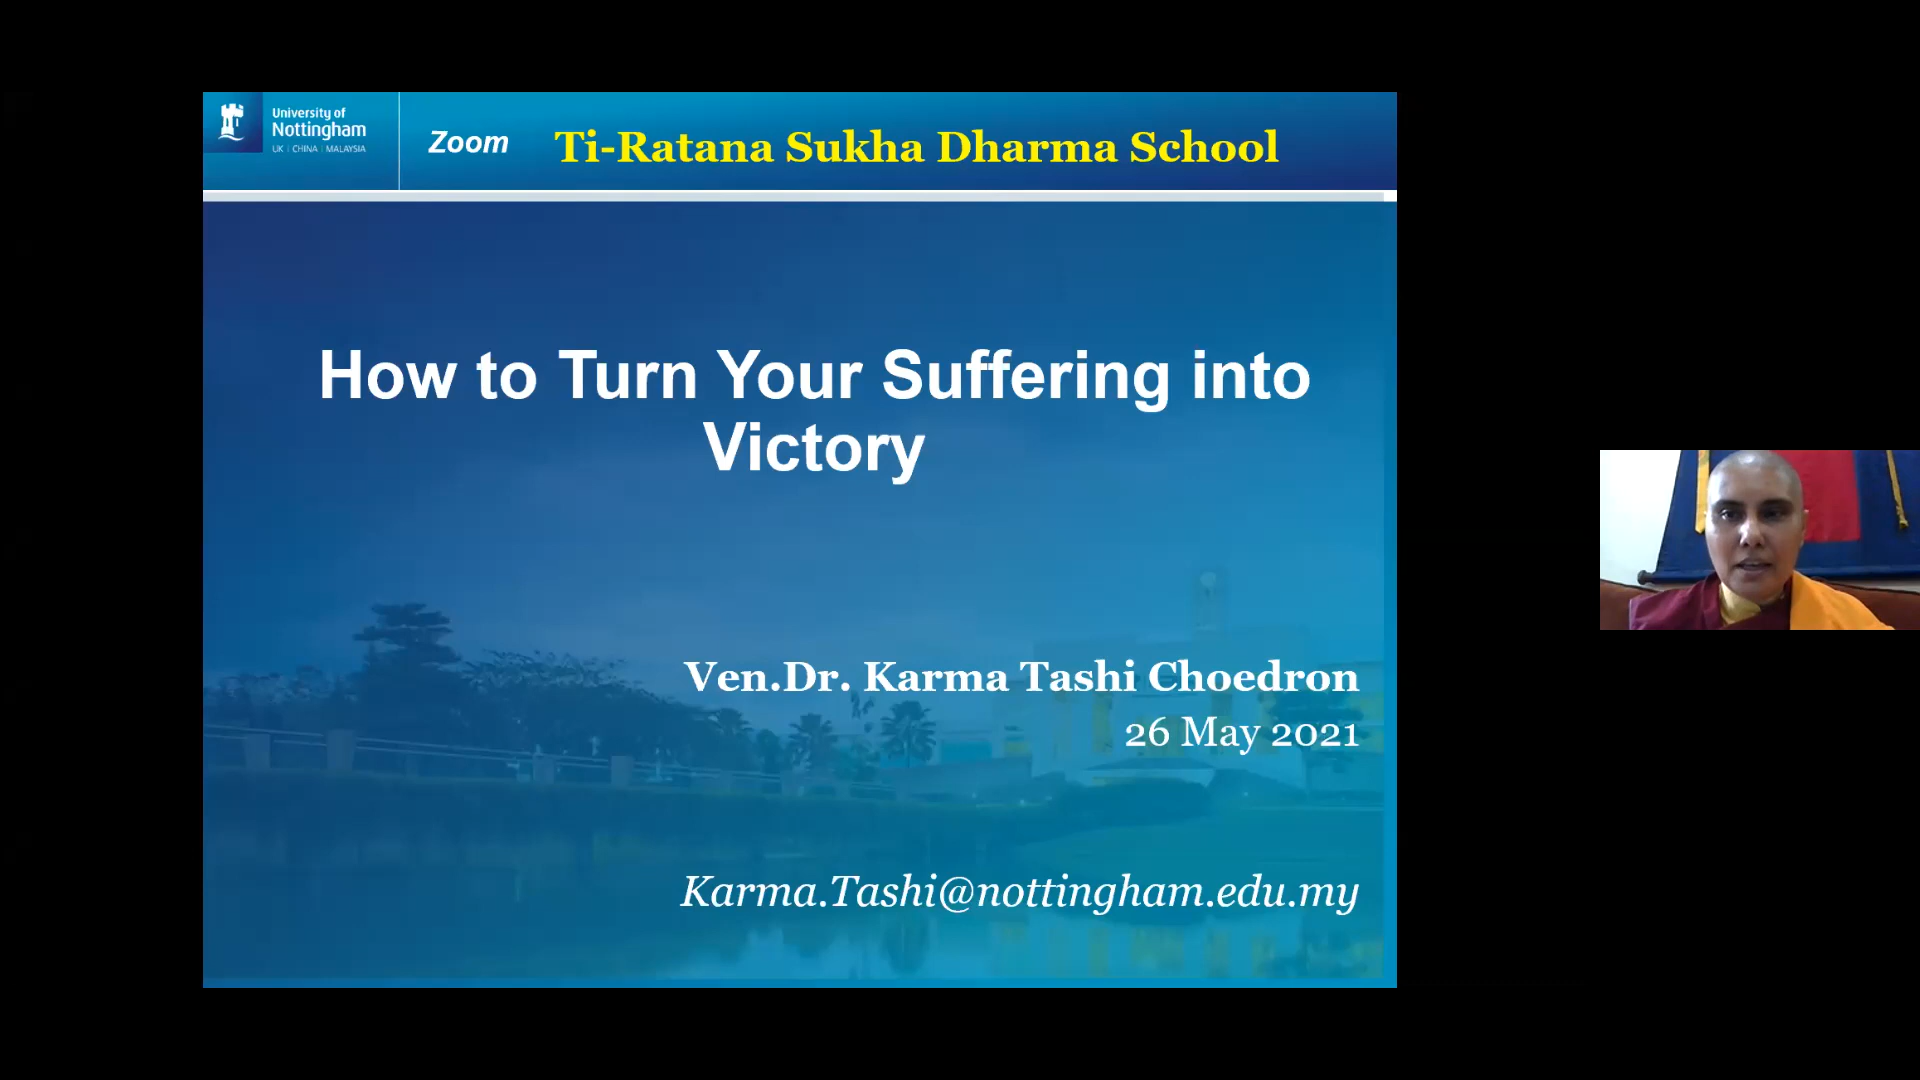 University of
Nottingham
UK | CHINA | MALAYSIA
Zoom
Ti-Ratana Sukha Dharma School
How to Turn Your Suffering into
Victory
Ven.Dr. Karma Tashi Choedron
26 May 2021
Karma.Tashi@nottingham.edu.my